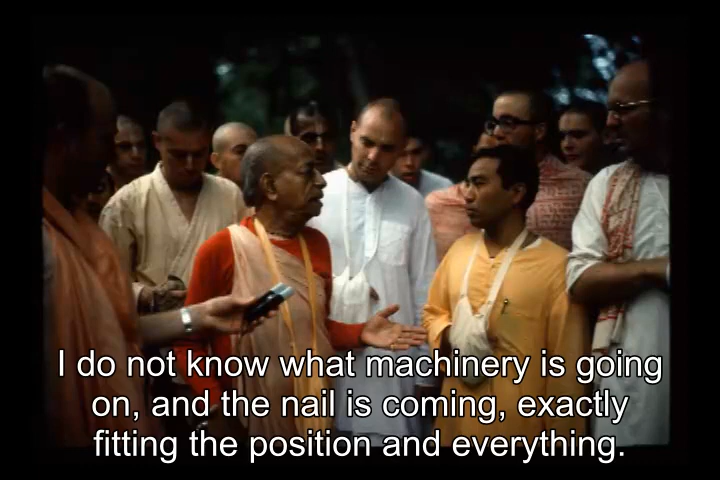 I do not know what machinery is going
on, and the nail is coming, exactly
fitting the position and everything.